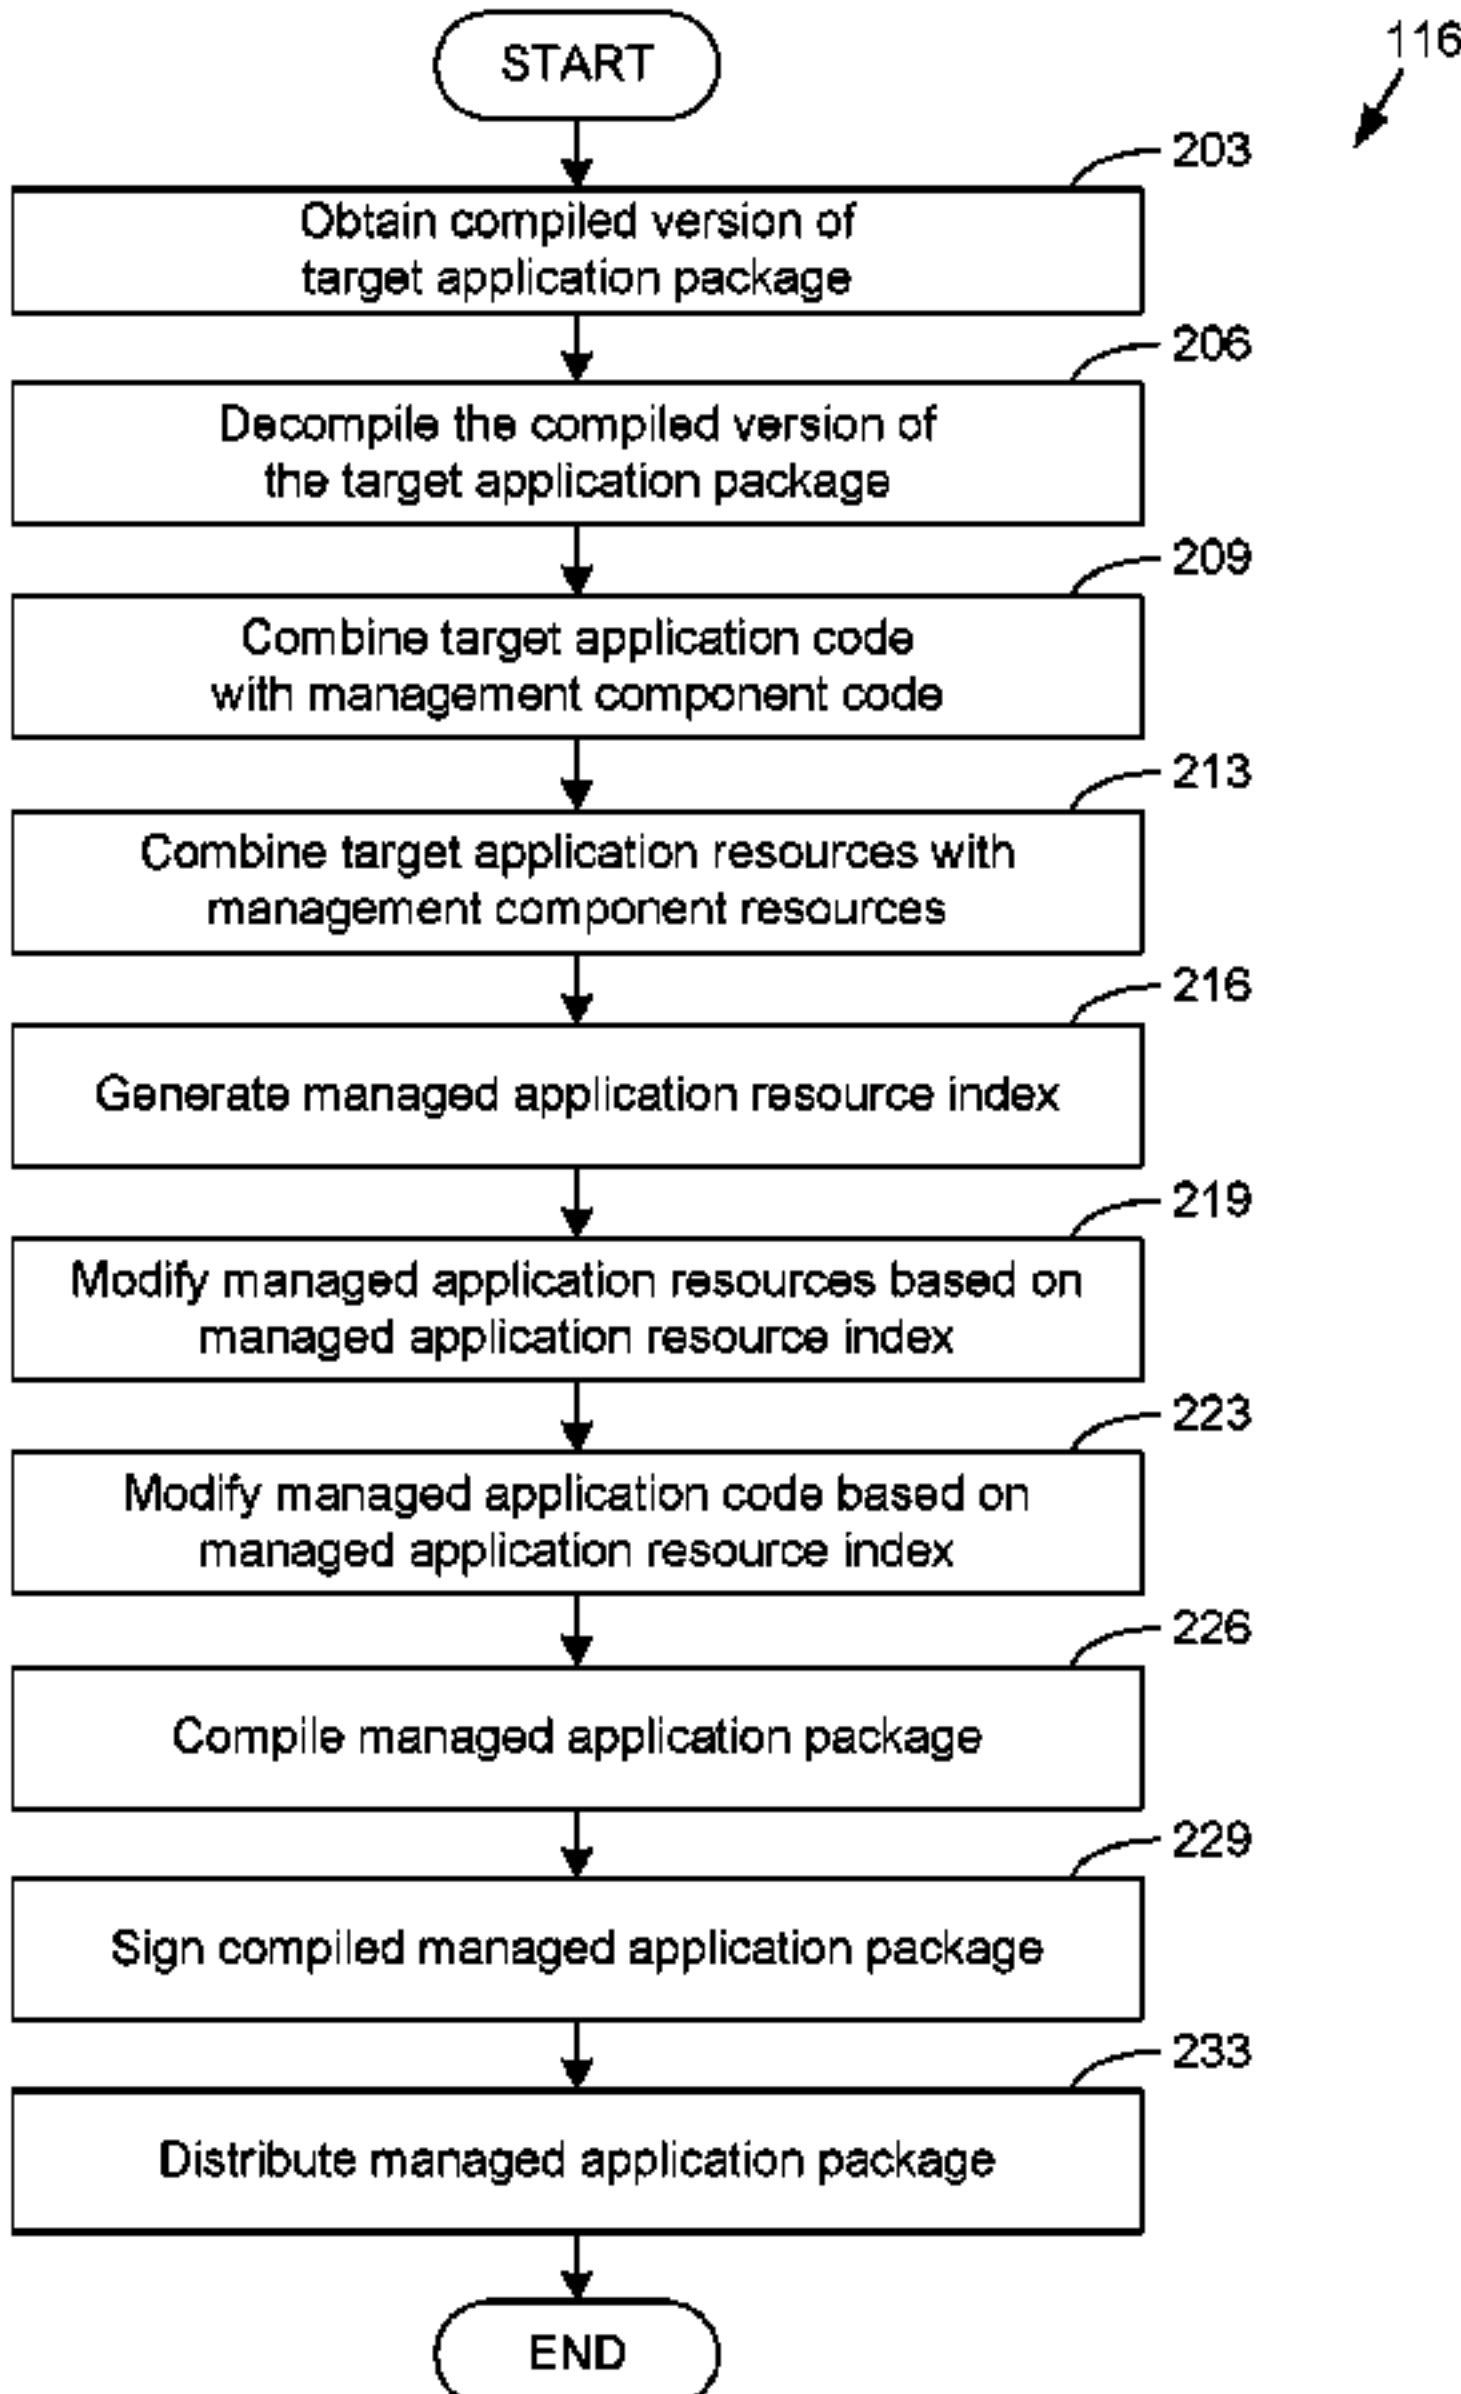 START
116
203
Obtain compiled version of
target application package
206
Decompile the compiled version of
the target application package
209
Combine target application code
with management component code
213
Combine target application resources with
management component resources
216
Generate managed application resource index
219
Modify managed application resources based on
managed application resource index
223
Modify managed application code based on
managed application resource index
226
Compile managed application package
229
Sign compiled managed application package
233
Distribute managed application package
END